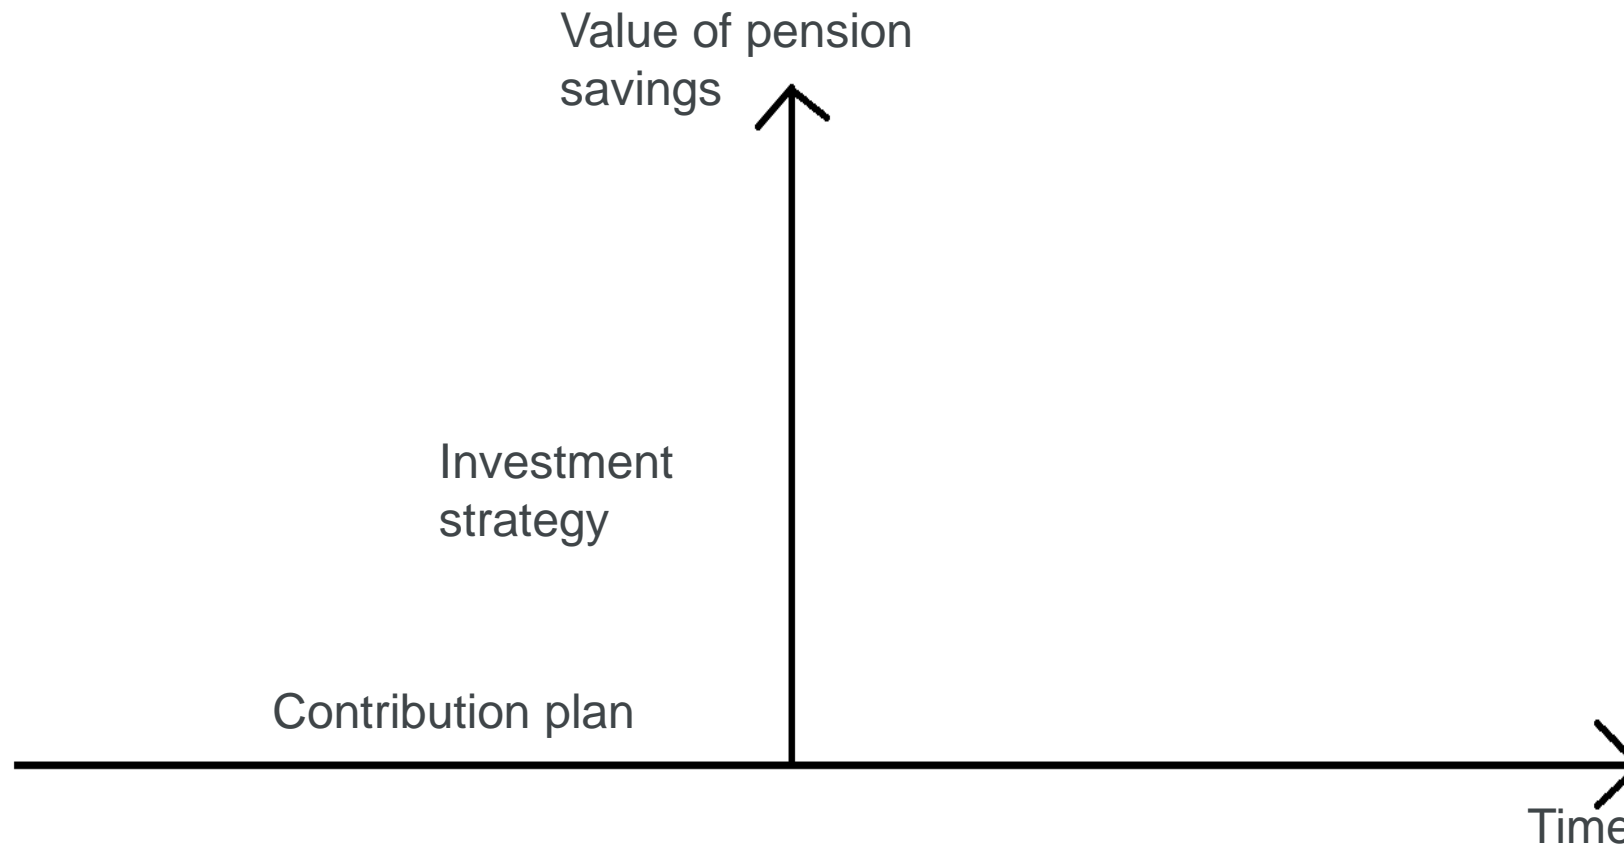 Value of pension
savings
Investment
strategy
Contribution plan
Time